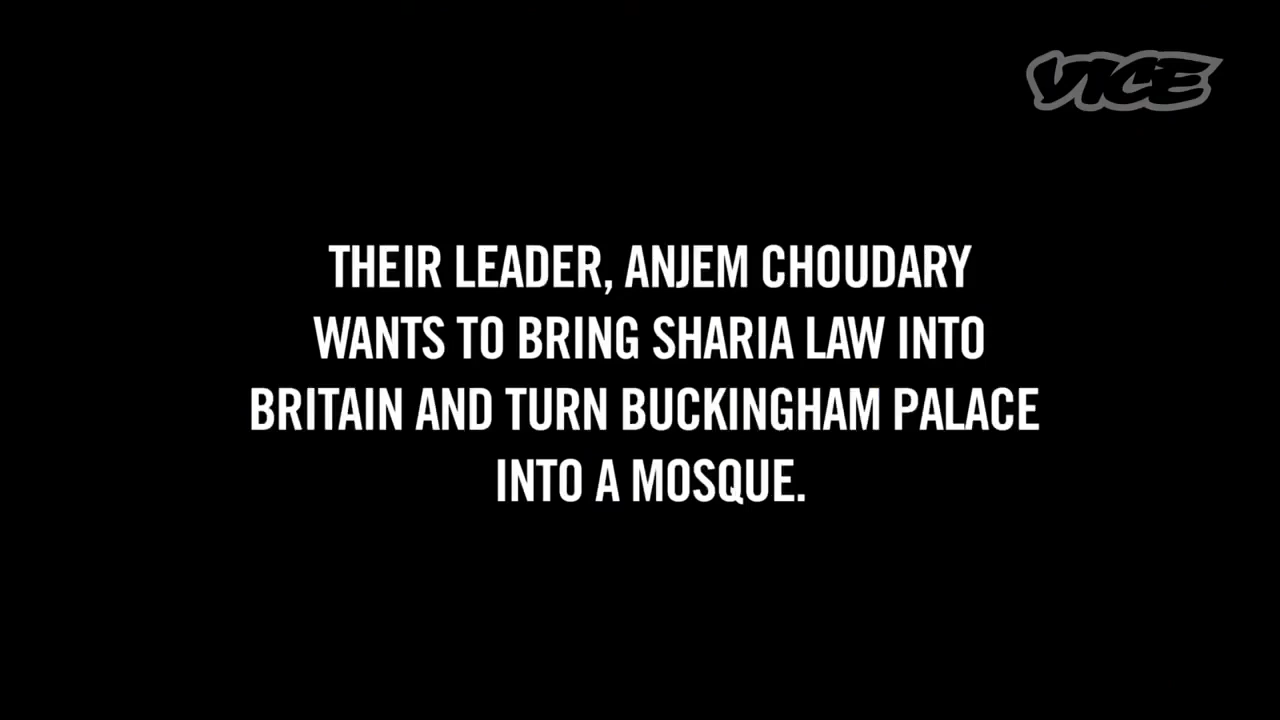 VICE
THEIR LEADER, ANJEM CHOUDARY
WANTS TO BRING SHARIA LAW INTO
BRITAIN AND TURN BUCKINGHAM PALACE
INTO A MOSQUE.